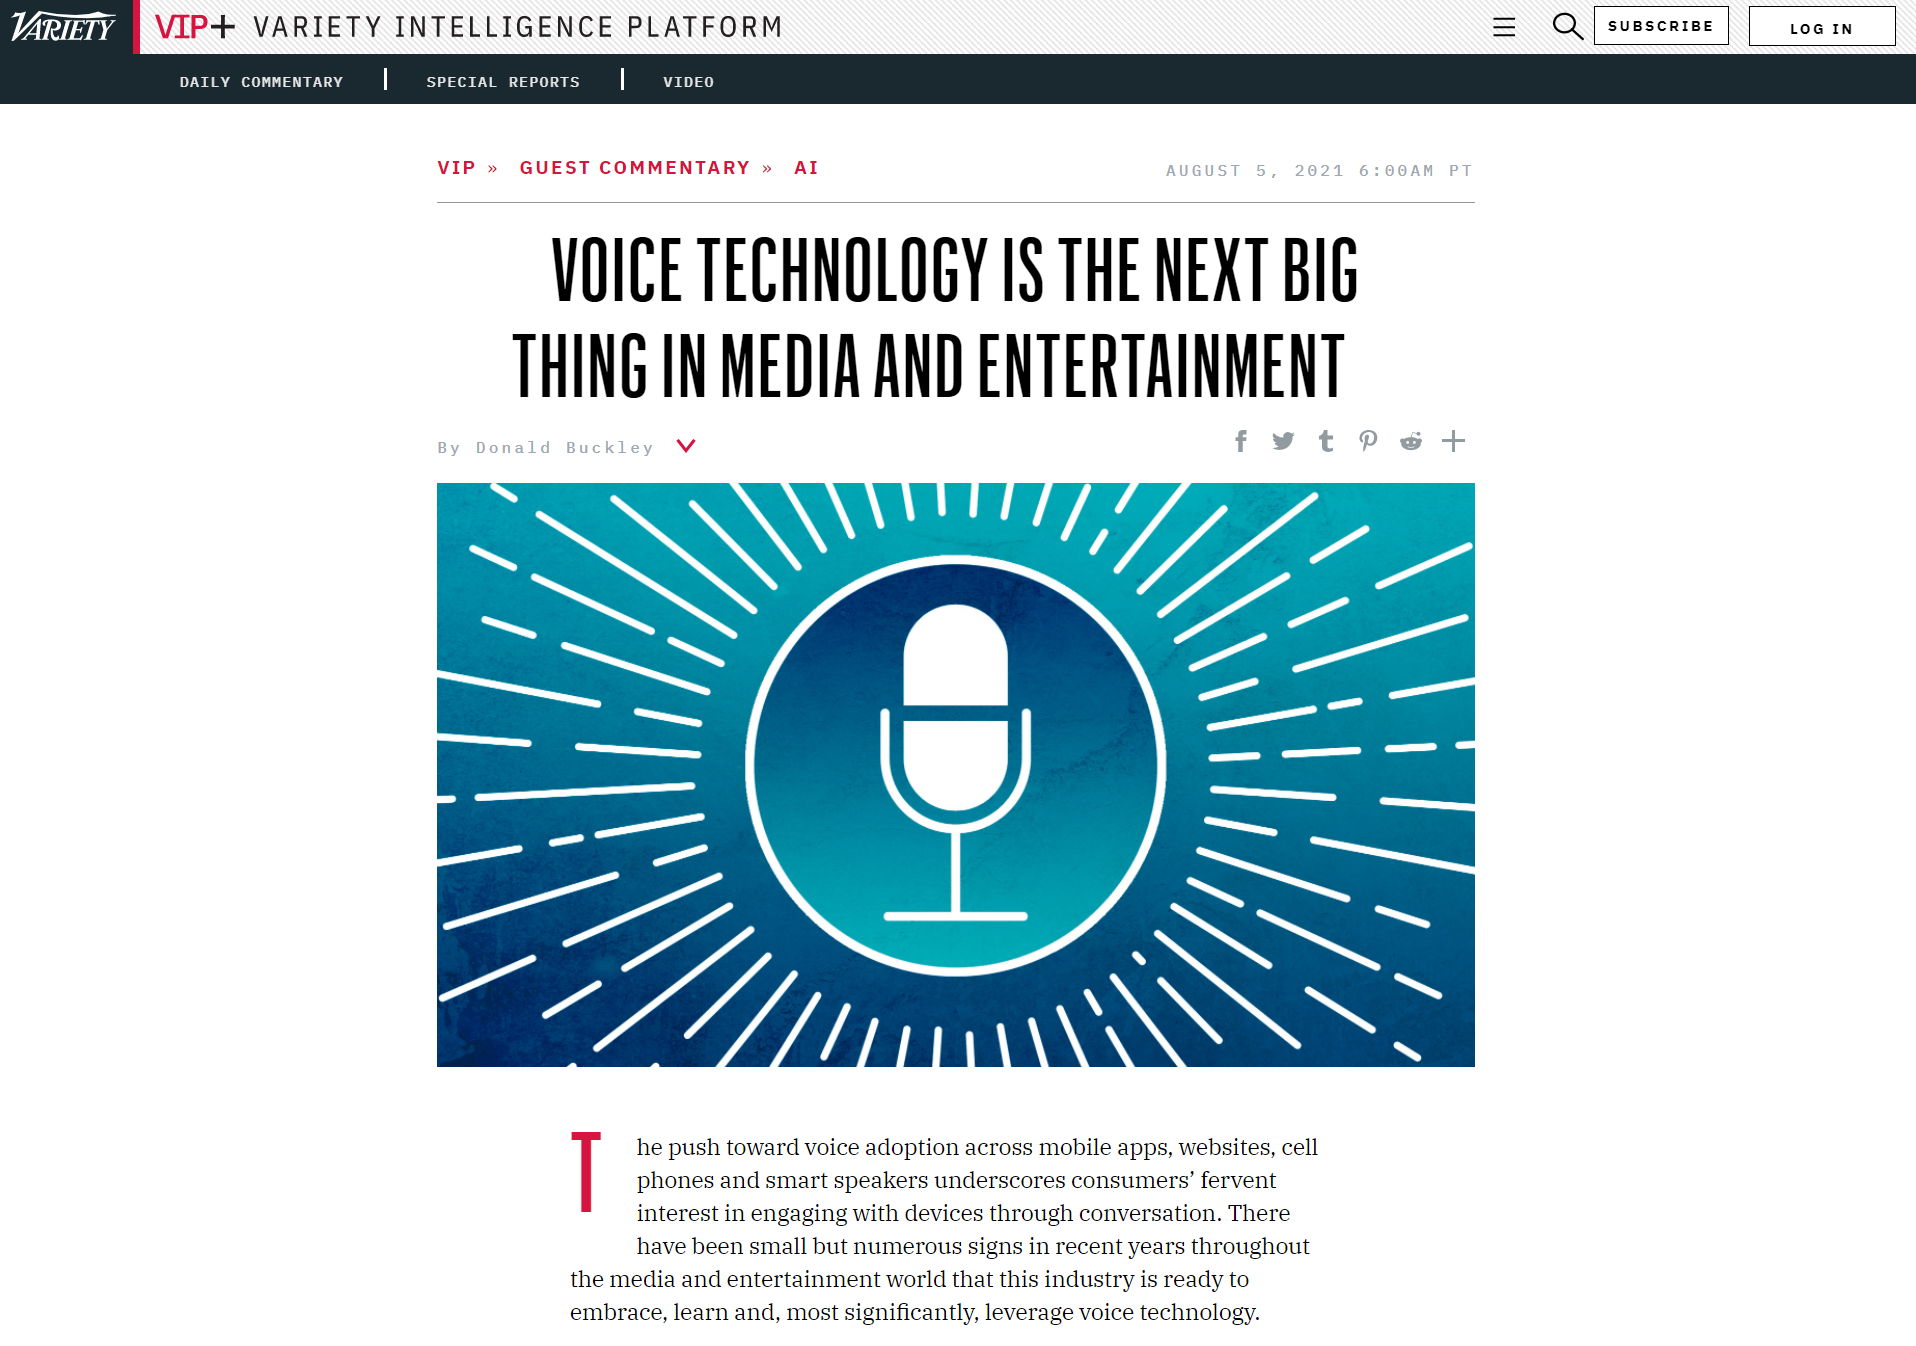 VARIETY
VIP+ VARIETY INTELLIGENCE PLATFORM
SUBSCRIBE
LOG IN
DAILY COMMENTARY
SPECIAL REPORTS
VIDEO
VIP » GUEST COMMENTARY » AI
AUGUST 5, 2021 6:00AM PT
VOICE TECHNOLOGY IS THE NEXT BIG
THING IN MEDIA AND ENTERTAINMENT
By Donald Buckley
The push toward voice adoption across mobile apps, websites, cell
phones and smart speakers underscores consumers’ fervent
interest in engaging with devices through conversation. There
have been small but numerous signs in recent years throughout
the media and entertainment world that this industry is ready to
embrace, learn and, most significantly, leverage voice technology.